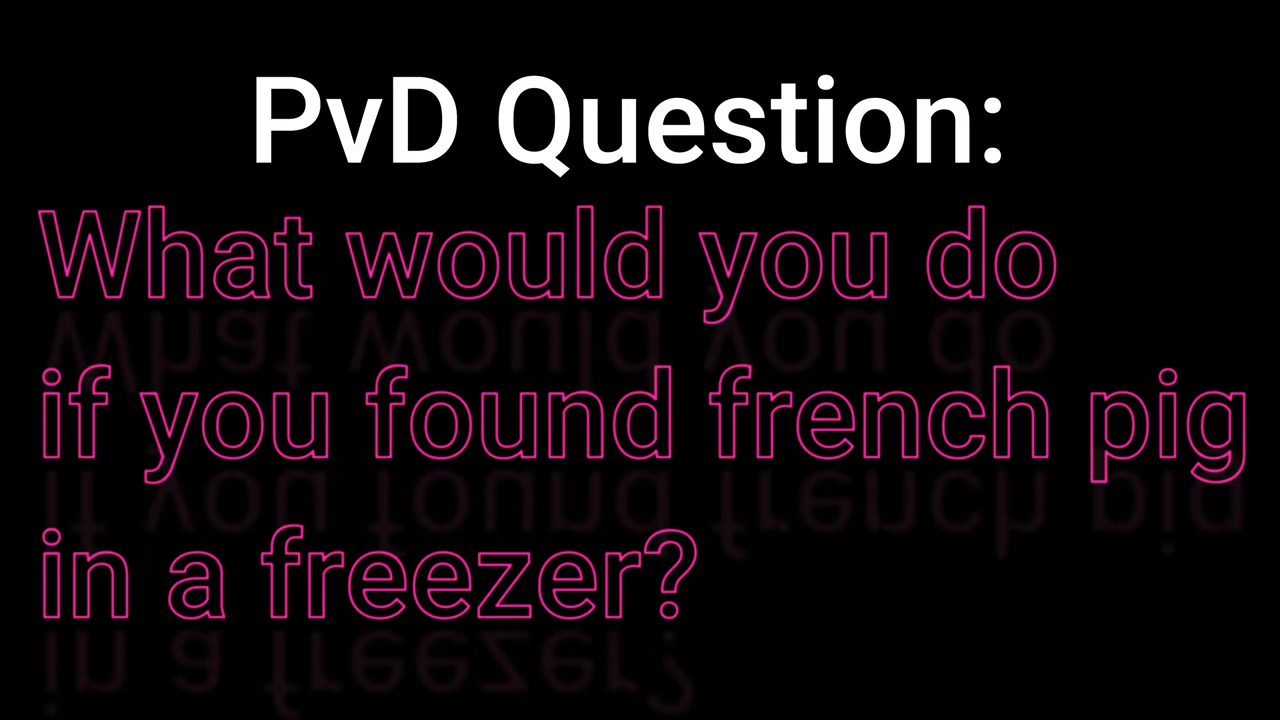 PvD Question:
What would you do
if you found french pig
in a freezer?